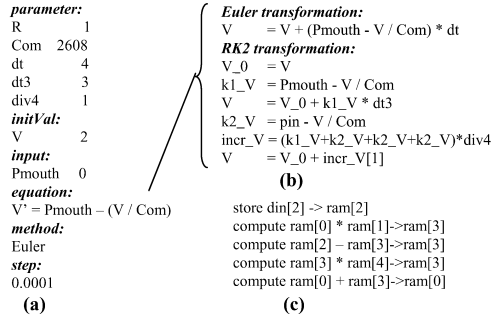 parameter:
R 1
Com 2608
dt 4
dt3 3
div4 1
initVal:
V 2
input:
Pmouth 0
equation:
V' = Pmouth – (V / Com)
method:
Euler
step:
0.0001
(a)
Euler transformation:
V = V + (Pmouth - V / Com) * dt
RK2 transformation:
V_0 = V
k1_V = Pmouth - V / Com
V = V_0 + k1_V * dt3
k2_V = pin - V / Com
incr_V = (k1_V+k2_V+k2_V+k2_V)*div4
V = V_0 + incr_V[1]
(b)
store din[2] -> ram[2]
compute ram[0] * ram[1]->ram[3]
compute ram[2] – ram[3]->ram[3]
compute ram[3] * ram[4]->ram[3]
compute ram[0] + ram[3]->ram[0]
(c)